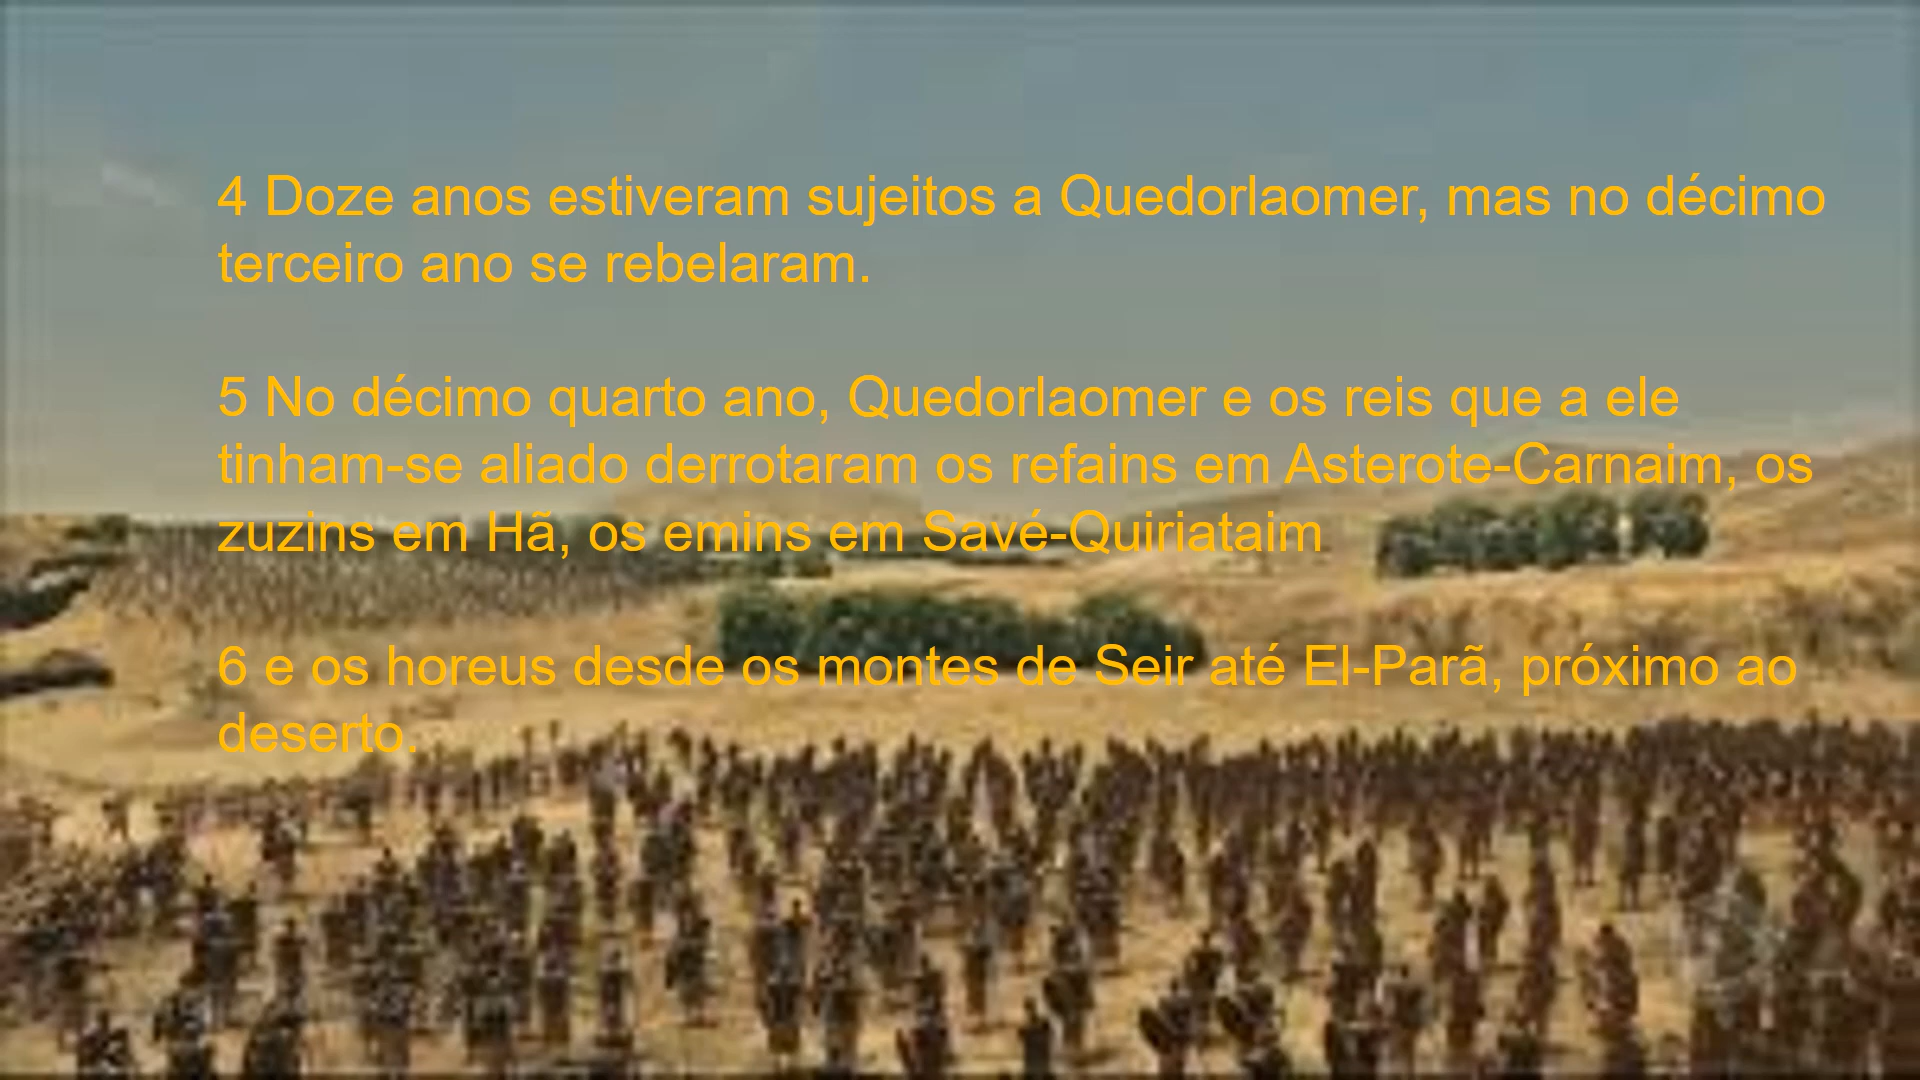 4 Doze anos estiveram sujeitos a Quedorlaomer, mas no décimo
terceiro ano se rebelaram.
5 No décimo quarto ano, Quedorlaomer e os reis que a ele
tinham-se aliado derrotaram os refains em Asterote-Carnaim, os
zuzins em Hã, os emins em Savé-Quiriataim
6 e os horeus desde os montes de Seir até El-Parã, próximo ao
deserto.